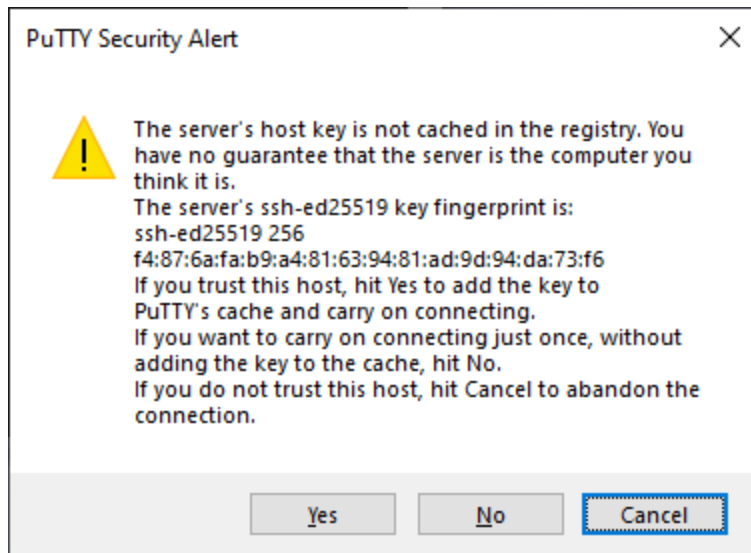 PuTTY Security Alert
The server's host key is not cached in the registry. You
have no guarantee that the server is the computer you
think it is.
The server's ssh-ed25519 key fingerprint is:
ssh-ed25519 256
f4:87:6a:fa:b9:a4:81:63:94:81:ad:9d:94:da:73:f6
If you trust this host, hit Yes to add the key to
PuTTY's cache and carry on connecting.
If you want to carry on connecting just once, without
adding the key to the cache, hit No.
If you do not trust this host, hit Cancel to abandon the
connection.
Yes No Cancel